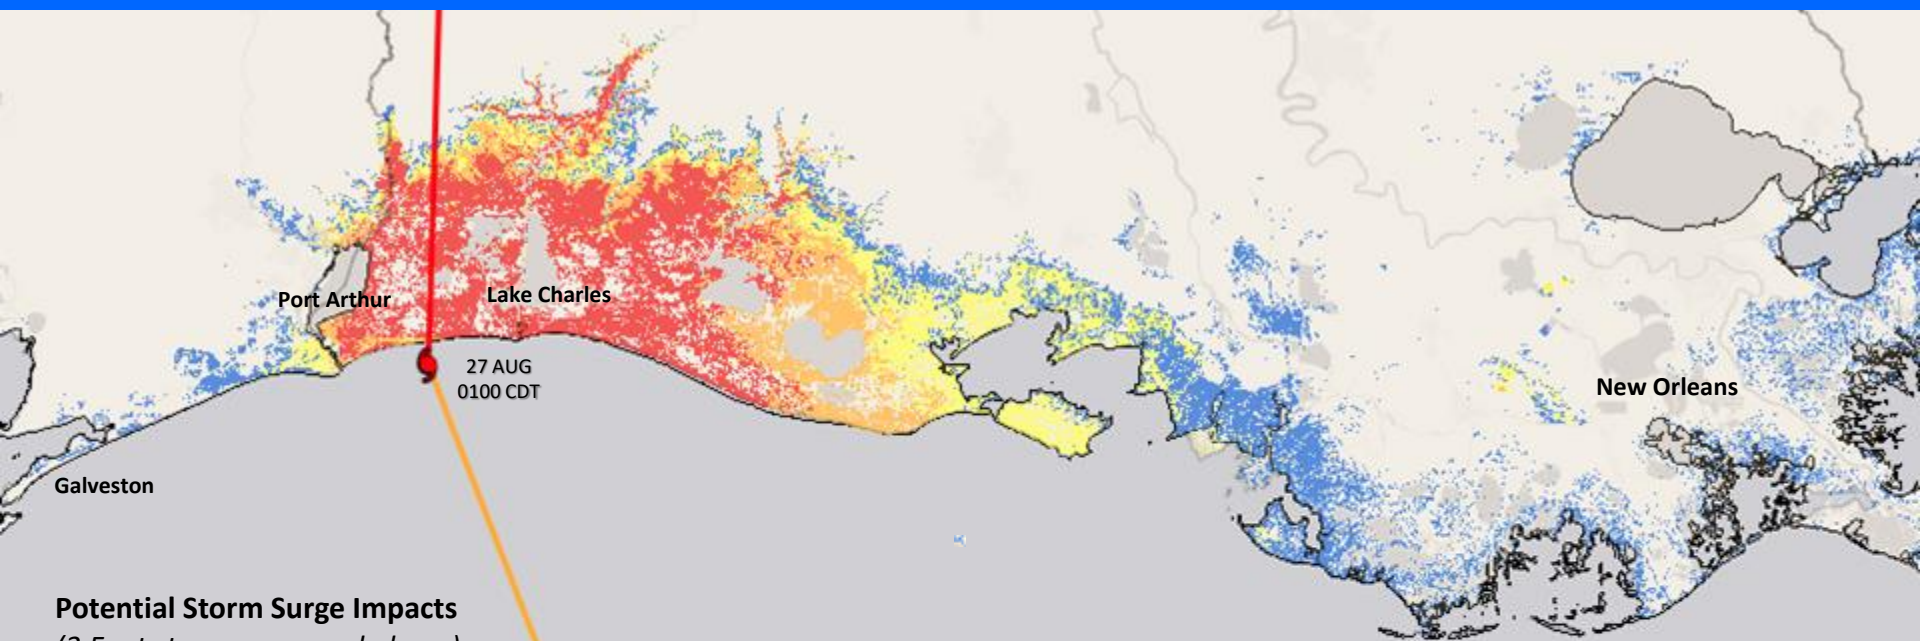 Port Arthur
Lake Charles
27 AUG
0100 CDT
New Orleans
Galveston
Potential Storm Surge Impacts